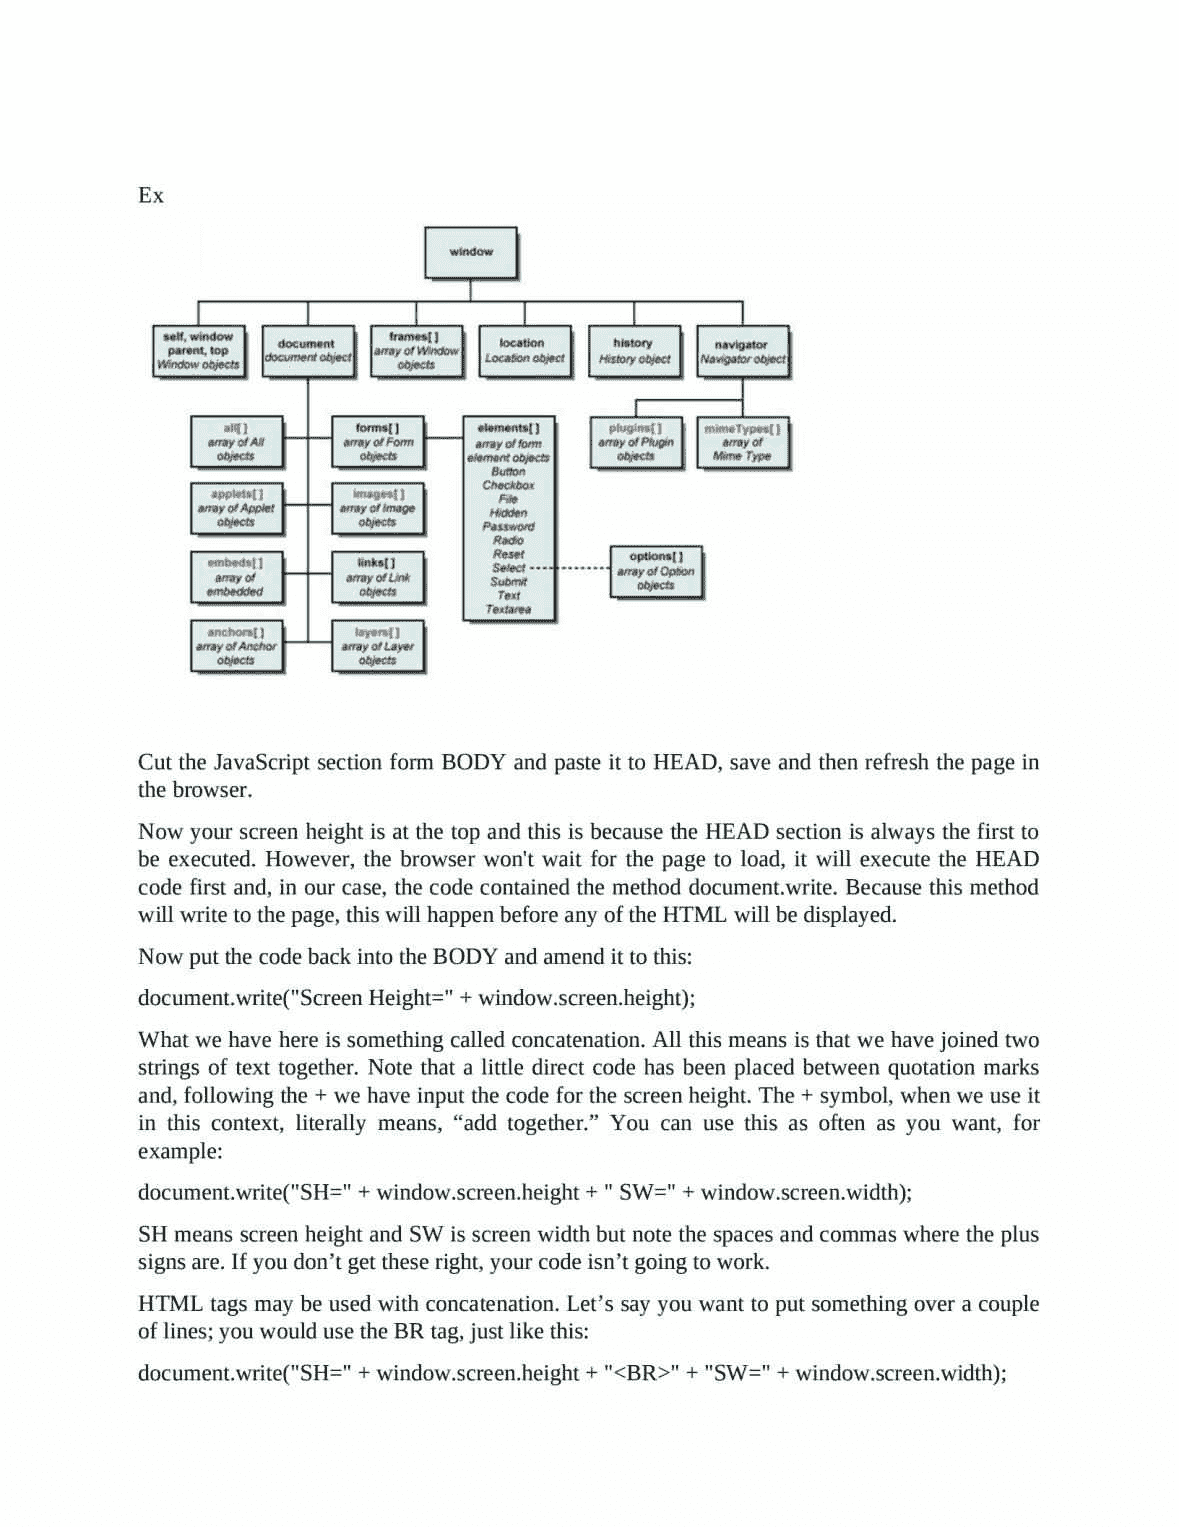 Ex
window
self, window
parent, top
Window objects
document
document object
frames[ ]
array of Window
objects
location
Location object
history
History object
navigator
Navigator object
all[ ]
array of All
objects
forms[ ]
array of Form
objects
elements[ ]
array of form
element objects
Button
Checkbox
File
Hidden
Password
Radio
Reset
Select
Submit
Text
Textarea
plugins[ ]
array of Plugin
objects
mimeTypes[ ]
array of
Mime Type
applets[ ]
array of Applet
objects
images[ ]
array of Image
objects
embeds[ ]
array of
embedded
links[ ]
array of Link
objects
options[ ]
array of Option
objects
anchors[ ]
array of Anchor
objects
layers[ ]
array of Layer
objects
Cut the JavaScript section form BODY and paste it to HEAD, save and then refresh the page in
the browser.
Now your screen height is at the top and this is because the HEAD section is always the first to
be executed. However, the browser won't wait for the page to load, it will execute the HEAD
code first and, in our case, the code contained the method document.write. Because this method
will write to the page, this will happen before any of the HTML will be displayed.
Now put the code back into the BODY and amend it to this:
document.write("Screen Height=" + window.screen.height);
What we have here is something called concatenation. All this means is that we have joined two
strings of text together. Note that a little direct code has been placed between quotation marks
and, following the + we have input the code for the screen height. The + symbol, when we use it
in this context, literally means, “add together.” You can use this as often as you want, for
example:
document.write("SH=" + window.screen.height + " SW=" + window.screen.width);
SH means screen height and SW is screen width but note the spaces and commas where the plus
signs are. If you don’t get these right, your code isn’t going to work.
HTML tags may be used with concatenation. Let’s say you want to put something over a couple
of lines; you would use the BR tag, just like this:
document.write("SH=" + window.screen.height + "<BR>" + "SW=" + window.screen.width);